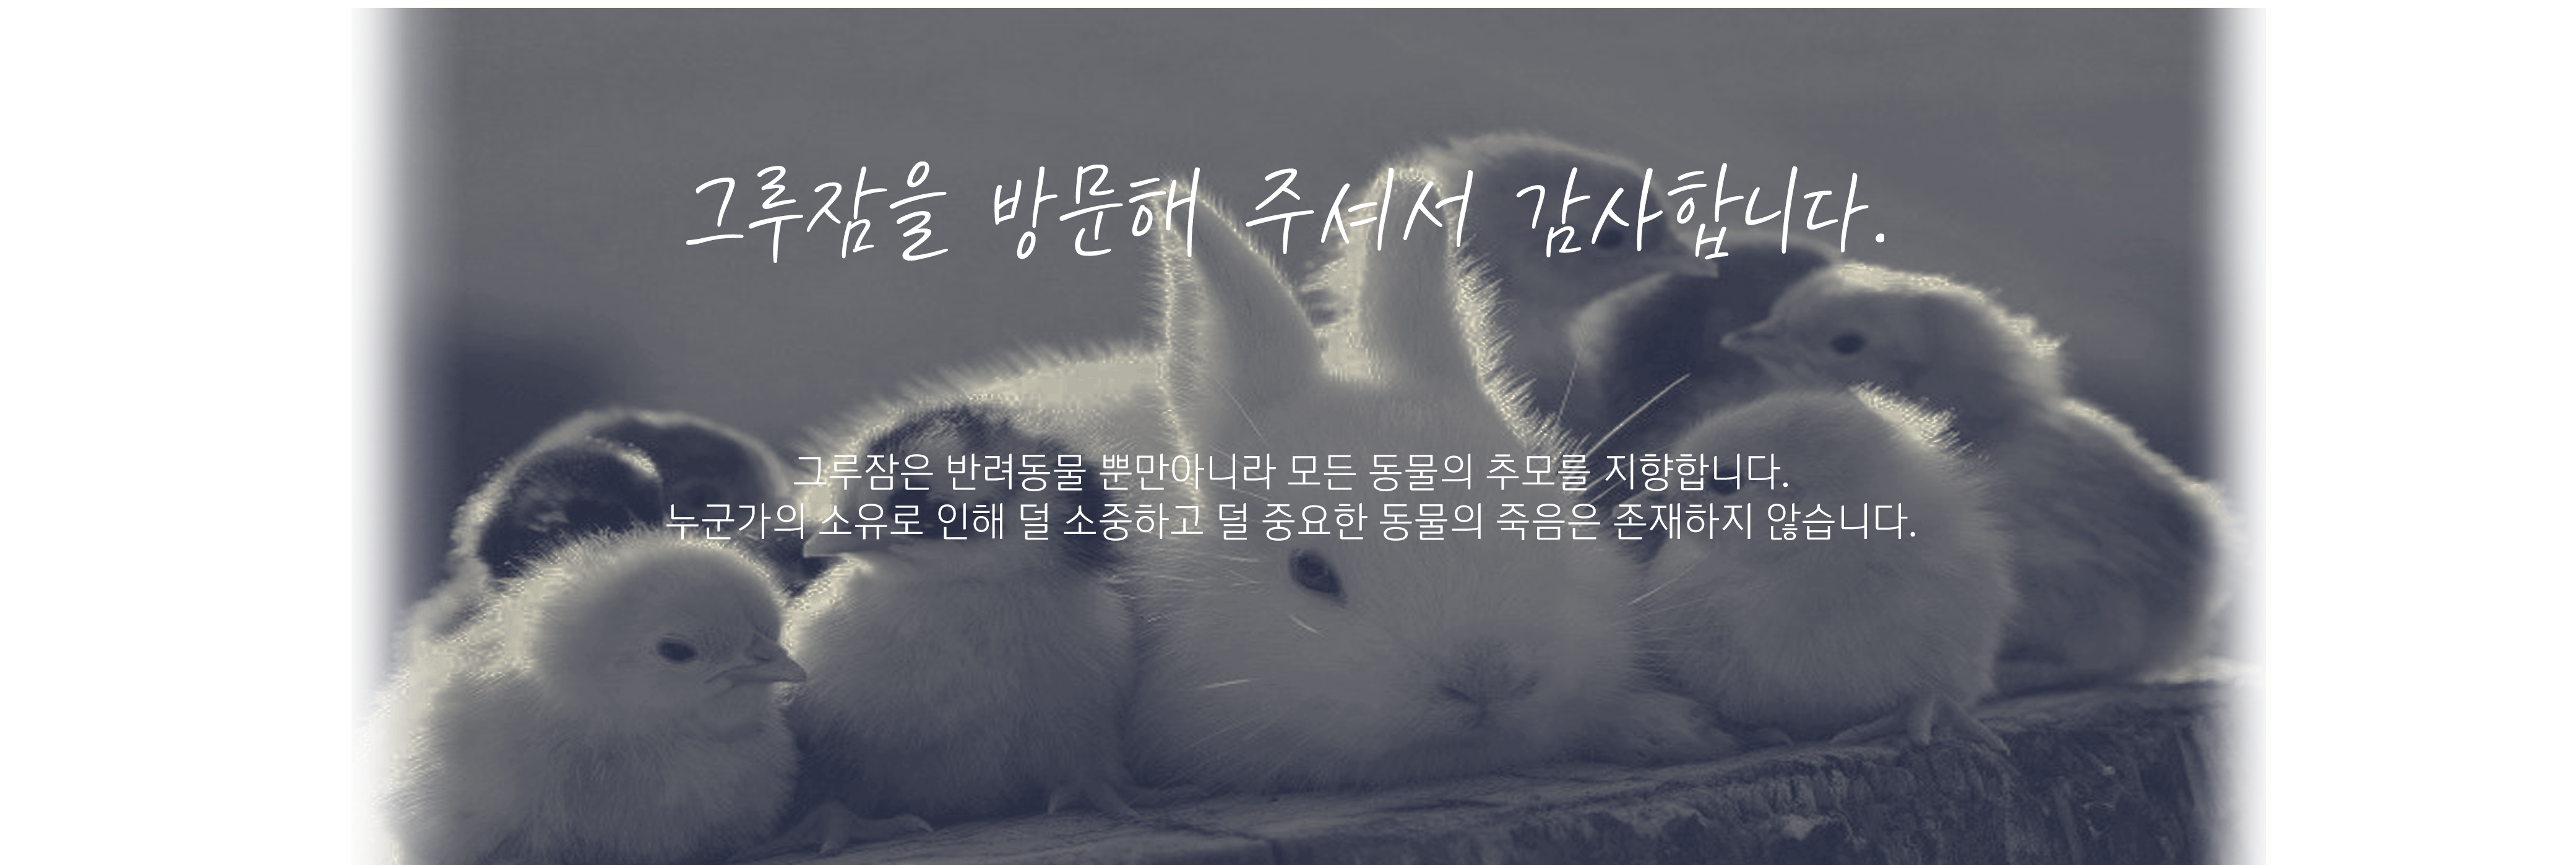 그루잠을 방문해 주셔서 감사합니다.
그루잠은 반려동물 뿐만아니라 모든 동물의 추모를 지향합니다.
누군가의 소유로 인해 덜 소중하고 덜 중요한 동물의 죽음은 존재하지 않습니다.